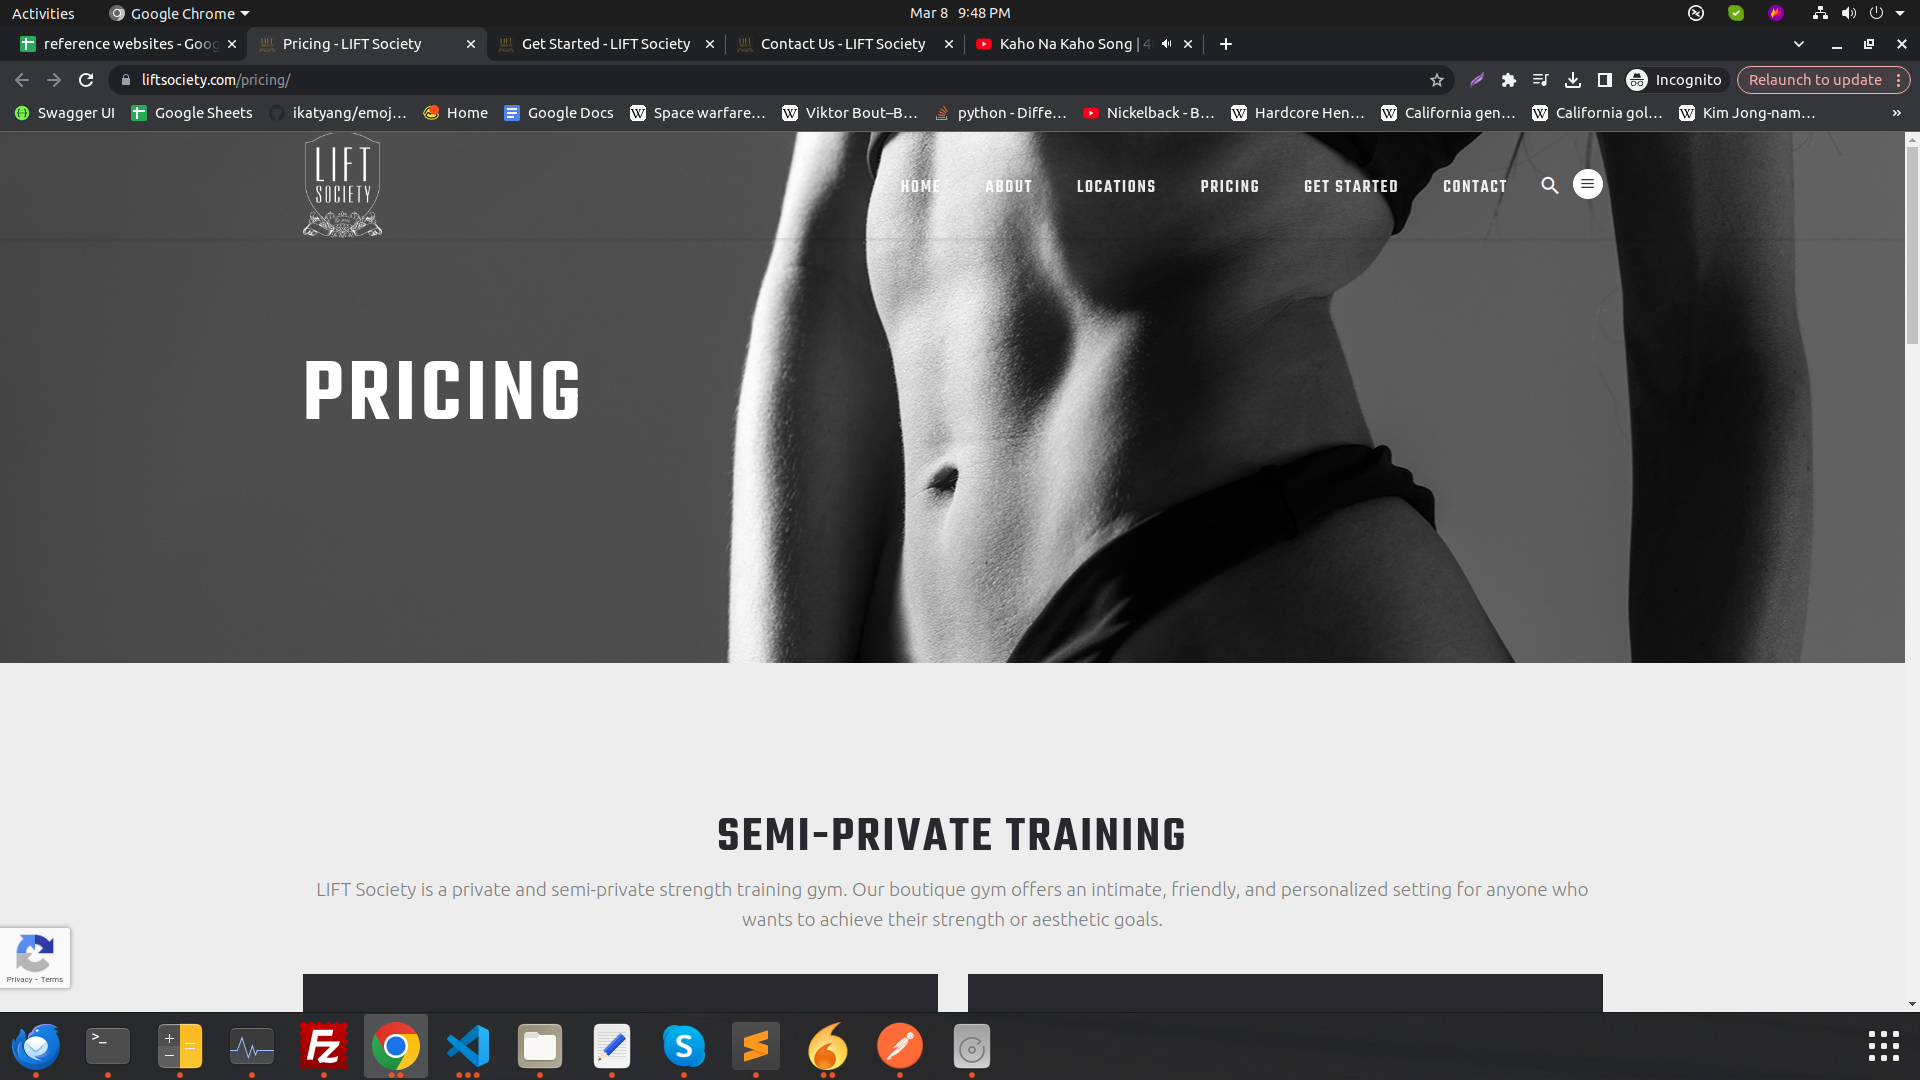 Activities
Google Chrome
Mar 8 9:48 PM
reference websites - Goog
Pricing - LIFT Society
Get Started - LIFT Society
Contact Us - LIFT Society
Kaho Na Kaho Song | 4
liftsociety.com/pricing/
Incognito
Relaunch to update
Swagger UI
Google Sheets
ikatyang/emoj...
Home
Google Docs
Space warfare...
Viktor Bout–B...
python - Diffe...
Nickelback - B...
Hardcore Hen...
California gen...
California gol...
Kim Jong-nam...
»
LIFT
SOCIETY
HOME
ABOUT
LOCATIONS
PRICING
GET STARTED
CONTACT
PRICING
SEMI-PRIVATE TRAINING
LIFT Society is a private and semi-private strength training gym. Our boutique gym offers an intimate, friendly, and personalized setting for anyone who
wants to achieve their strength or aesthetic goals.
Privacy - Terms